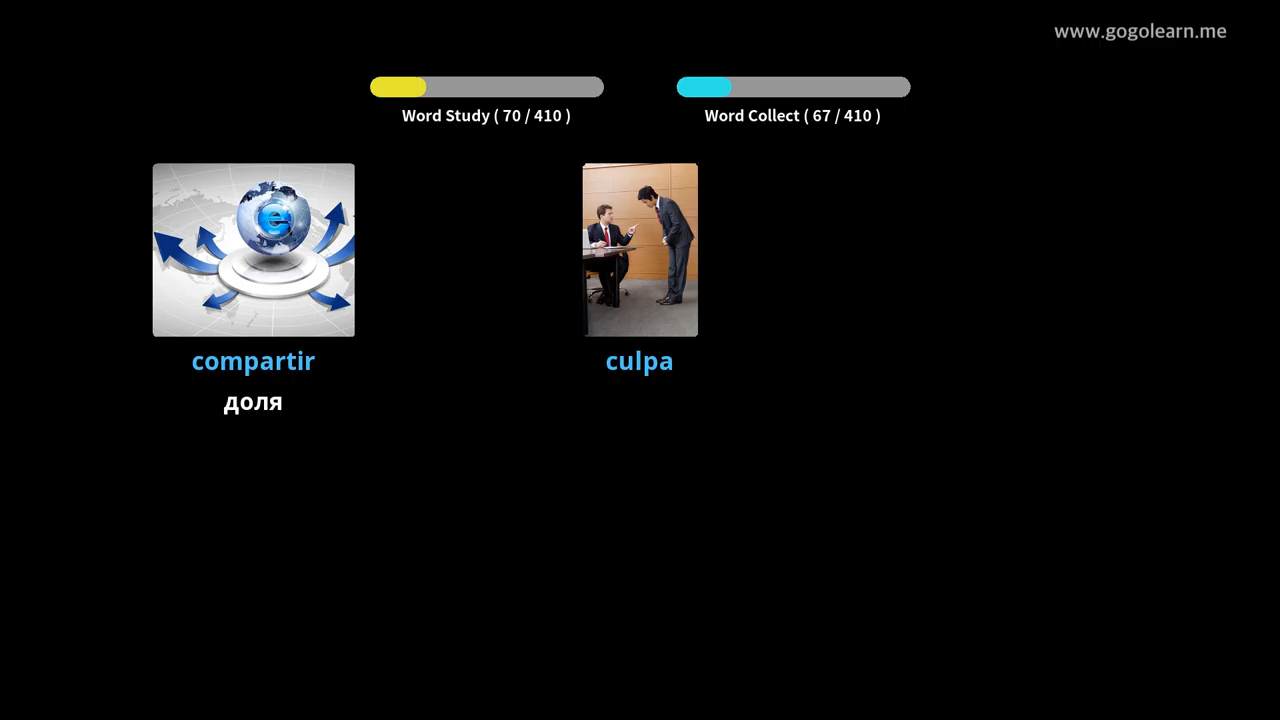 www.gogolearn.me
Word Study ( 70 / 410 )
Word Collect ( 67 / 410 )
e
compartir
culpa
доля